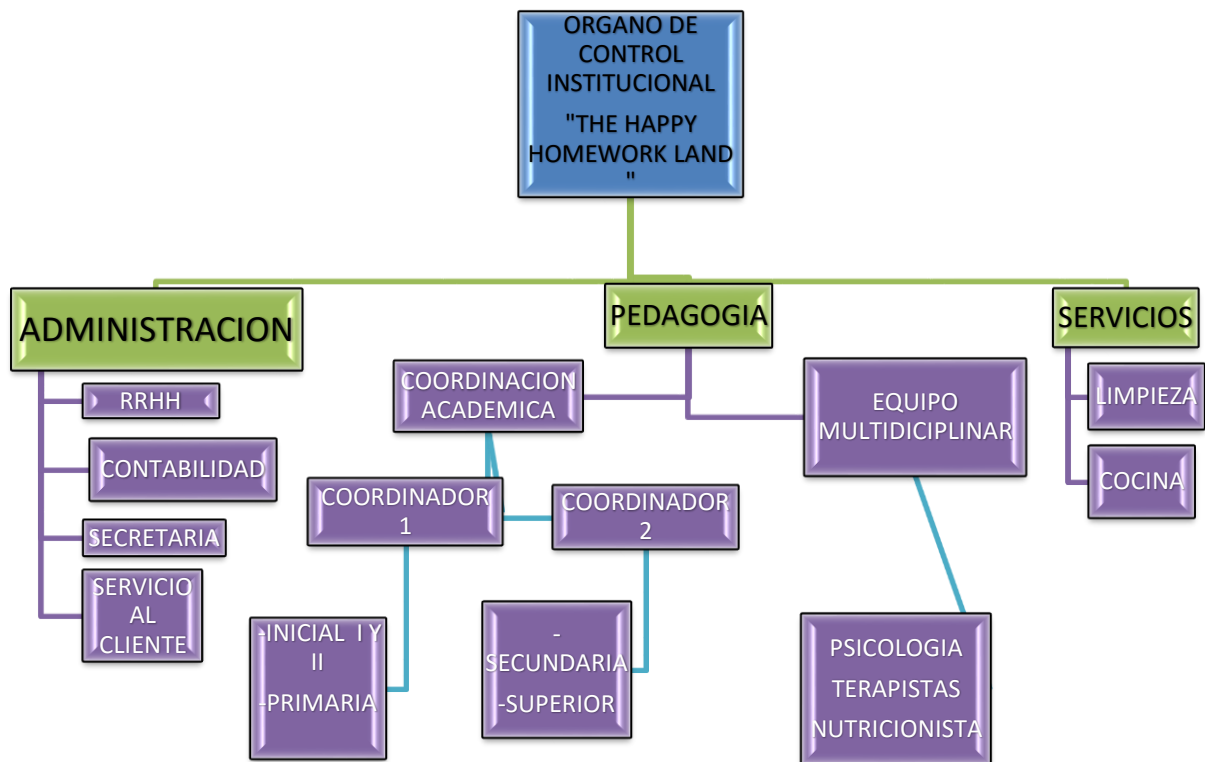 ORGANO DE
CONTROL
INSTITUCIONAL
"THE HAPPY
HOMEWORK LAND
"
ADMINISTRACION
RRHH
CONTABILIDAD
SECRETARIA
SERVICIO
AL
CLIENTE
PEDAGOGIA
COORDINACION
ACADEMICA
COORDINADOR
1
-INICIAL I Y
II
-PRIMARIA
COORDINADOR
2
-
SECUNDARIA
-SUPERIOR
EQUIPO
MULTIDICIPLINAR
PSICOLOGIA
TERAPISTAS
NUTRICIONISTA
SERVICIOS
LIMPIEZA
COCINA